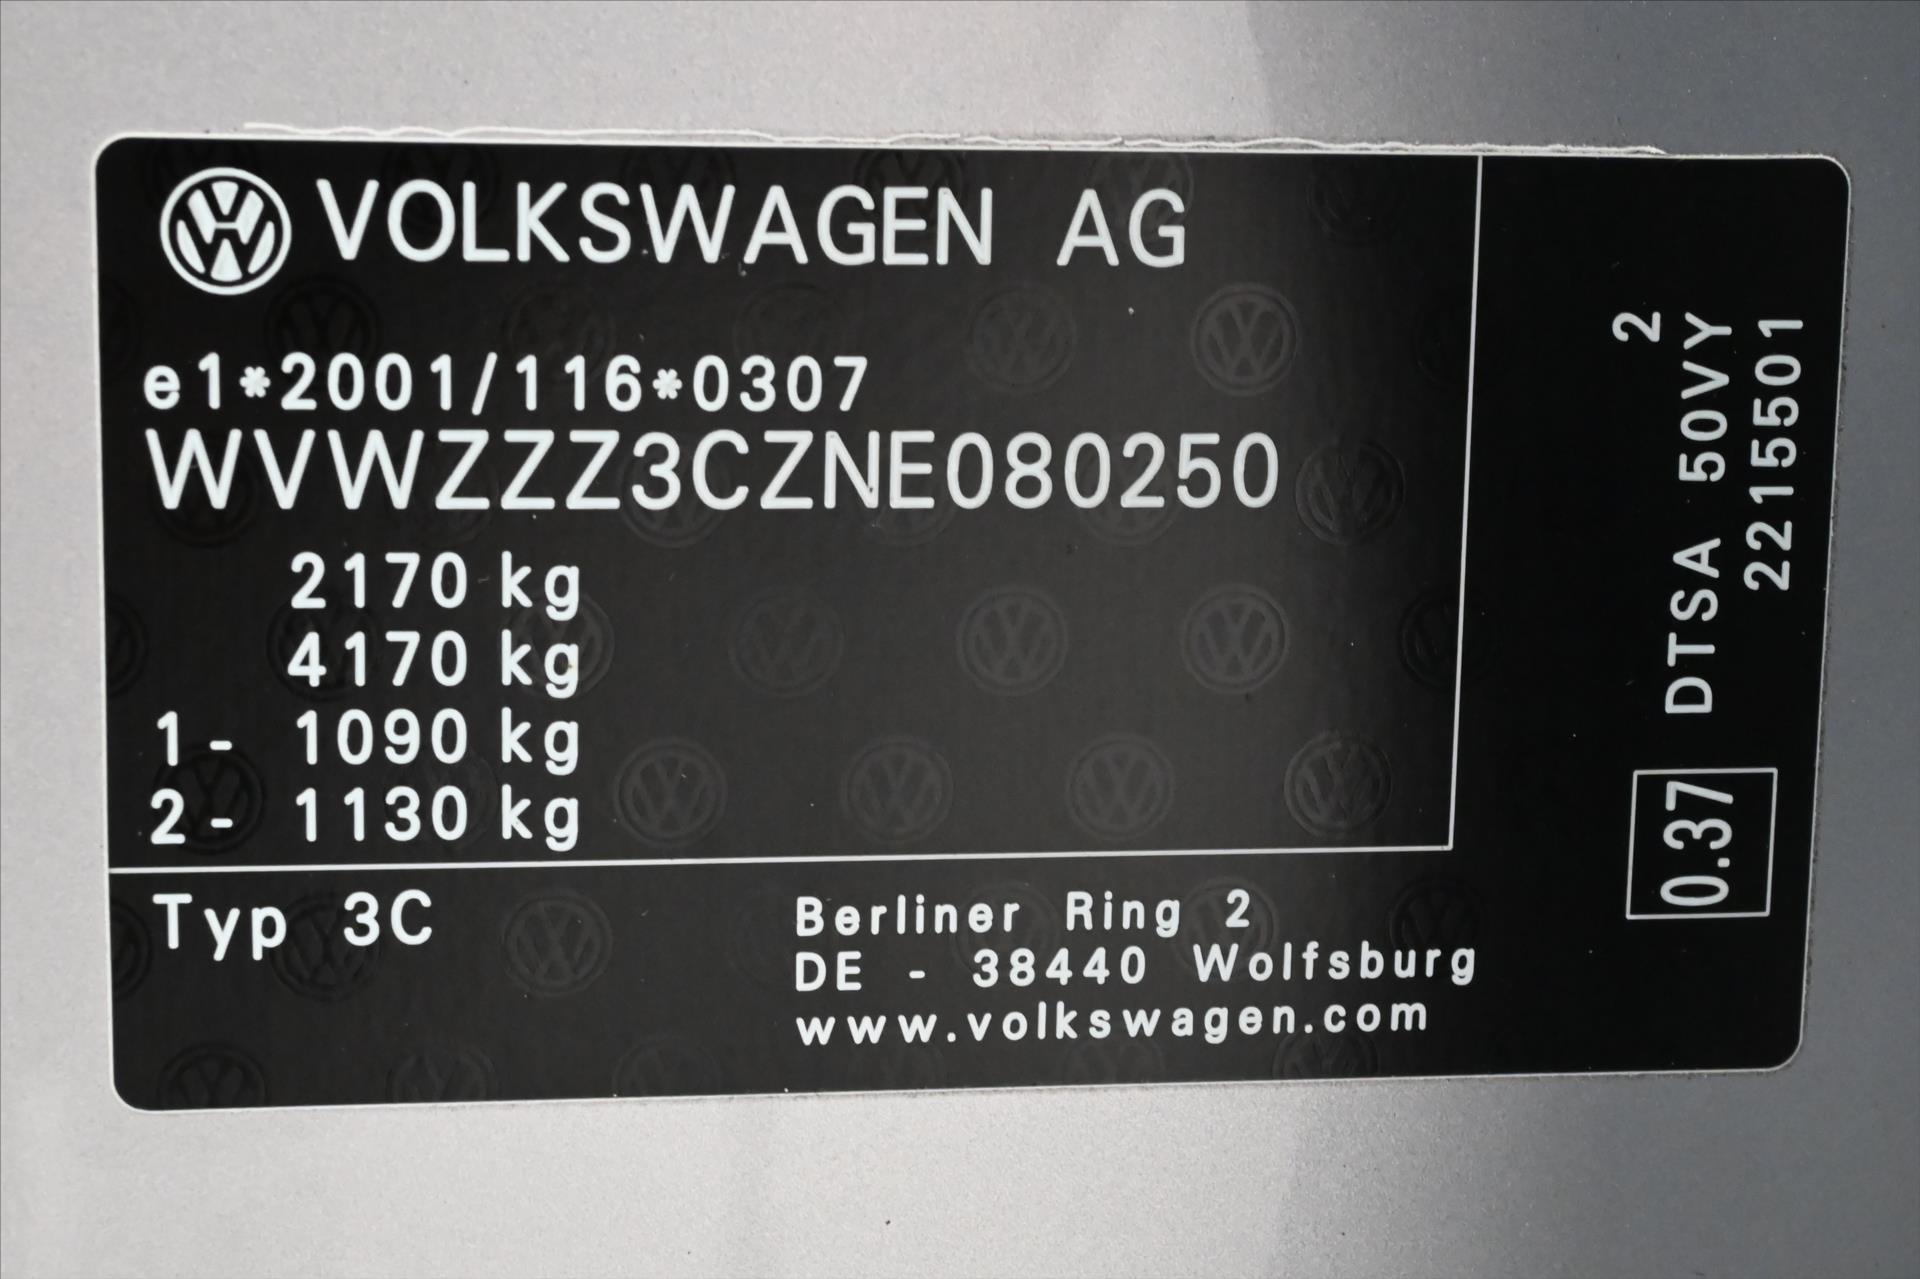 VOLKSWAGEN AG
e1*2001/116*0307
WVWZZZ3CZNE080250
2170 kg
4170 kg
1 - 1090 kg
2 - 1130 kg
Typ 3C
Berliner Ring 2
DE - 38440 Wolfsburg
www.volkswagen.com
2
0.37 DTSA 50VY
2215501